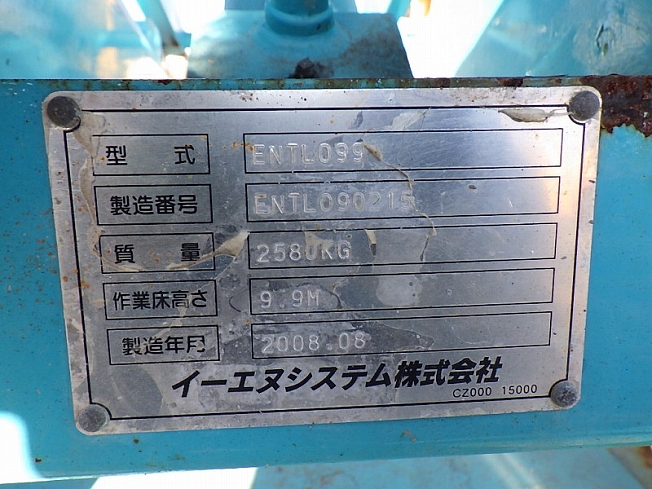 型式 ENTL099
製造番号 ENTL090215
質量 2580KG
作業床高さ 9.9M
製造年月 2008.08
イーエヌシステム株式会社
CZ000 15000